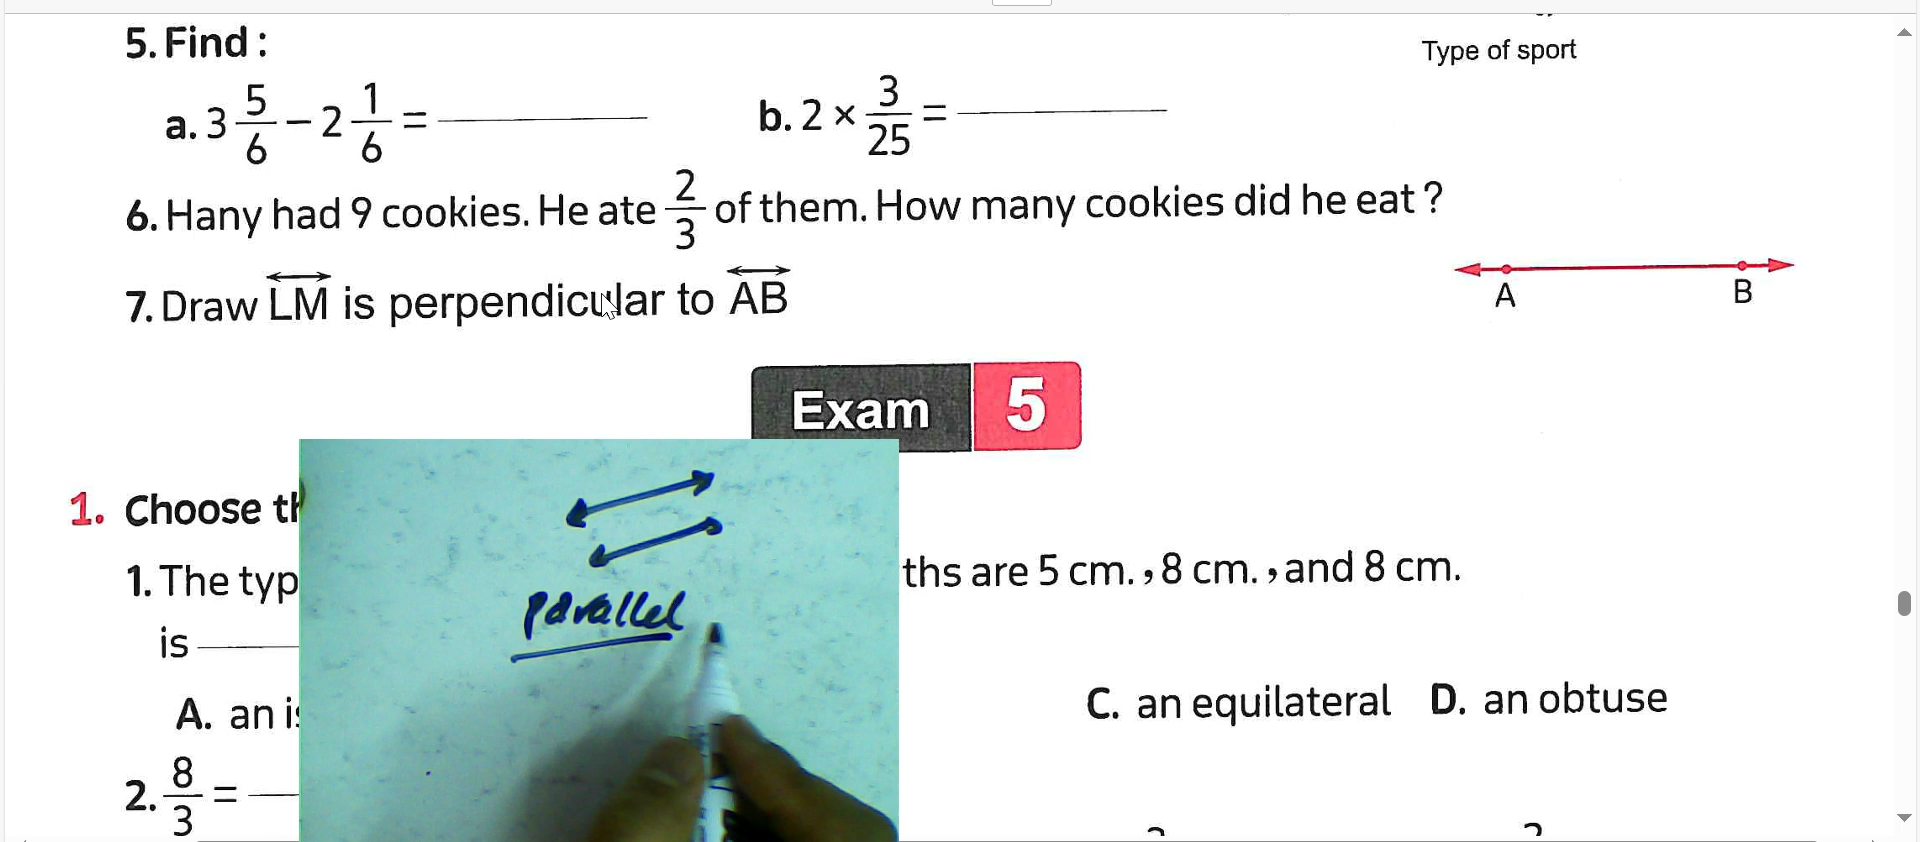 5. Find :
Type of sport
a. 3 5/6 − 2 1/6 = b. 2 × 3/25 =
6. Hany had 9 cookies. He ate 2/3 of them. How many cookies did he eat ?
7. Draw LM is perpendicular to AB
A B
Exam 5
1. Choose
1. The typ ths are 5 cm. , 8 cm. , and 8 cm.
is
A. an C. an equilateral D. an obtuse
2. 8/3 =
parallel